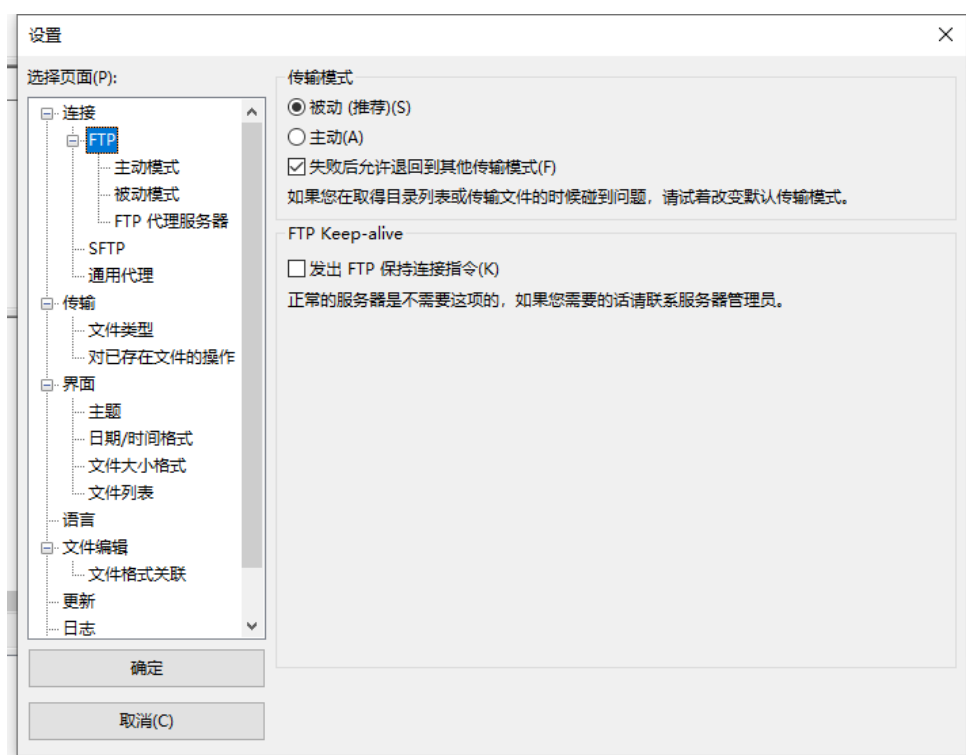 设置
选择页面(P):
连接
FTP
主动模式
被动模式
FTP 代理服务器
SFTP
通用代理
传输
文件类型
对已存在文件的操作
界面
主题
日期/时间格式
文件大小格式
文件列表
语言
文件编辑
文件格式关联
更新
日志
确定
取消(C)
传输模式
被动 (推荐)(S)
主动(A)
失败后允许退回到其他传输模式(F)
如果您在取得目录列表或传输文件的时候碰到问题，请试着改变默认传输模式。
FTP Keep-alive
发出 FTP 保持连接指令(K)
正常的服务器是不需要这项的，如果您需要的话请联系服务器管理员。